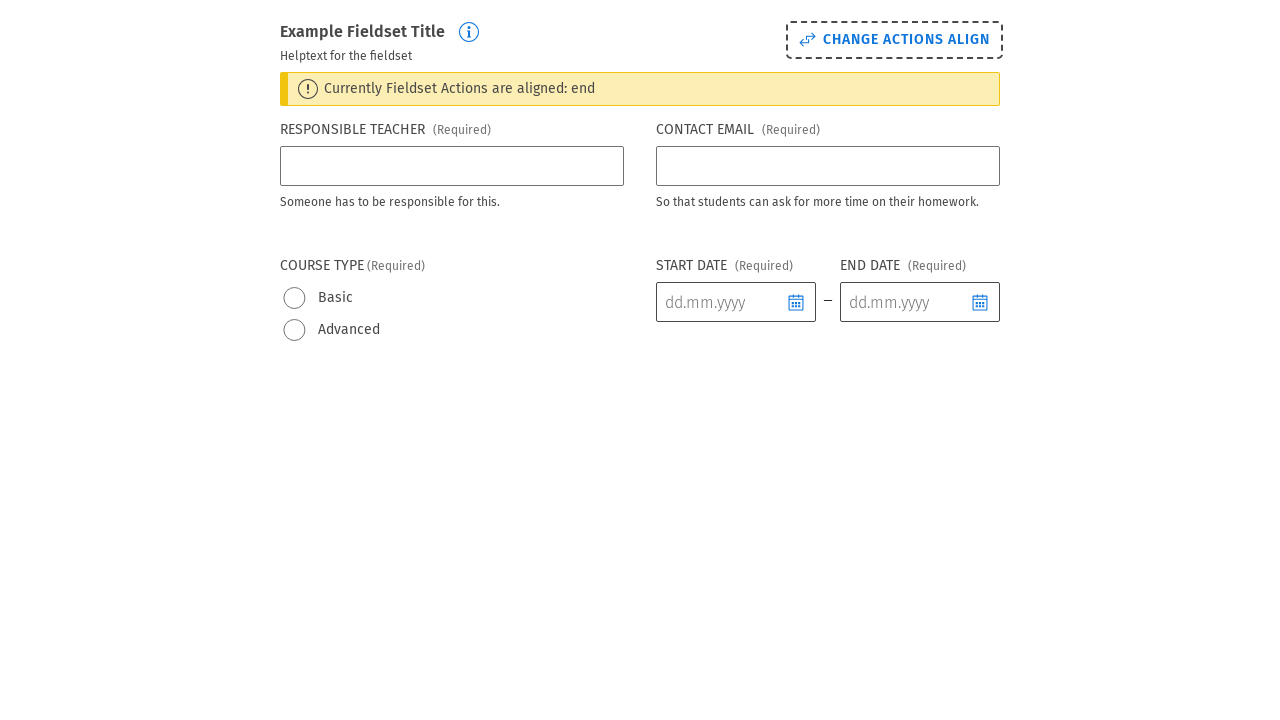 Example Fieldset Title
CHANGE ACTIONS ALIGN
Helptext for the fieldset
Currently Fieldset Actions are aligned: end
RESPONSIBLE TEACHER (Required)
CONTACT EMAIL (Required)
Someone has to be responsible for this.
So that students can ask for more time on their homework.
COURSE TYPE (Required)
START DATE (Required)
END DATE (Required)
Basic
dd.mm.yyyy – dd.mm.yyyy
Advanced